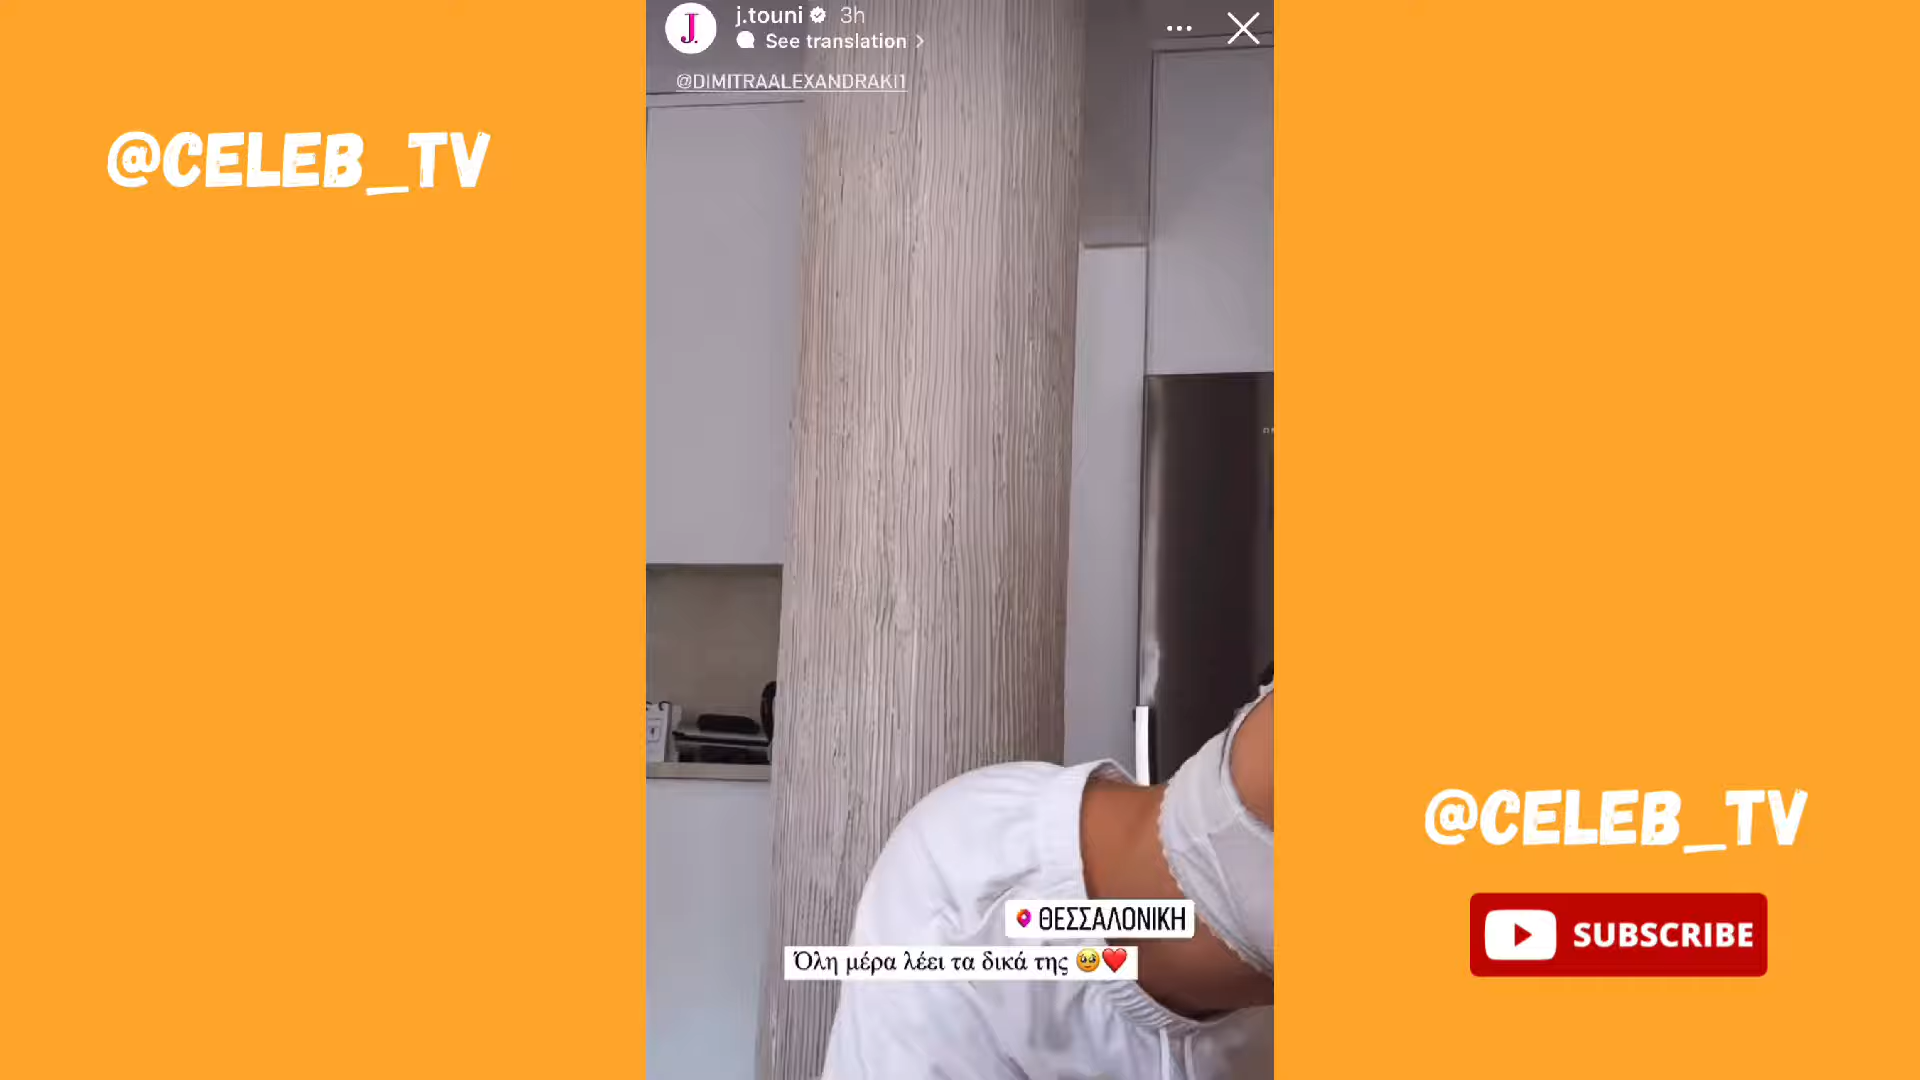 J.
j.touni 3h
See translation
@DIMITRAALEXANDRAKI1
@CELEB_TV
ΘΕΣΣΑΛΟΝΙΚΗ
Όλη μέρα λέει τα δικά της 🥹❤️
@CELEB_TV
SUBSCRIBE